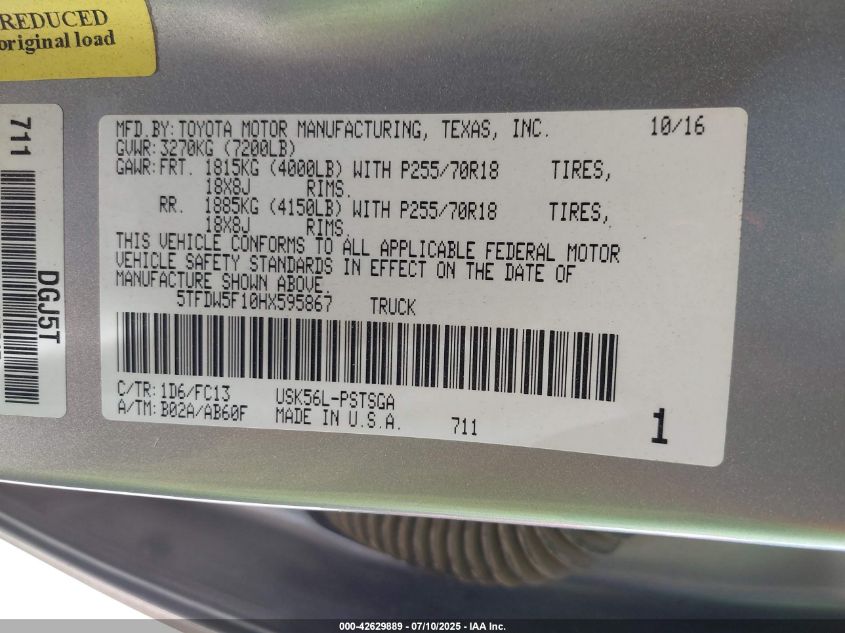 REDUCED
original load
711
DGJ5T
MFD.BY: TOYOTA MOTOR MANUFACTURING, TEXAS, INC. 10/16
GVWR: 3270KG (7200LB)
GAWR: FRT. 1815KG (4000LB) WITH P255/70R18 TIRES,
18X8J RIMS.
RR. 1885KG (4150LB) WITH P255/70R18 TIRES,
18X8J RIMS.
THIS VEHICLE CONFORMS TO ALL APPLICABLE FEDERAL MOTOR
VEHICLE SAFETY STANDARDS IN EFFECT ON THE DATE OF
MANUFACTURE SHOWN ABOVE.
5TFDW5F10HX595867 TRUCK
C/TR: 1D6/FC13 USK56L-PSTSGA
A/TM: B02A/AB60F MADE IN U.S.A. 711 1
000-42629889 - 07/10/2025 - IAA Inc.